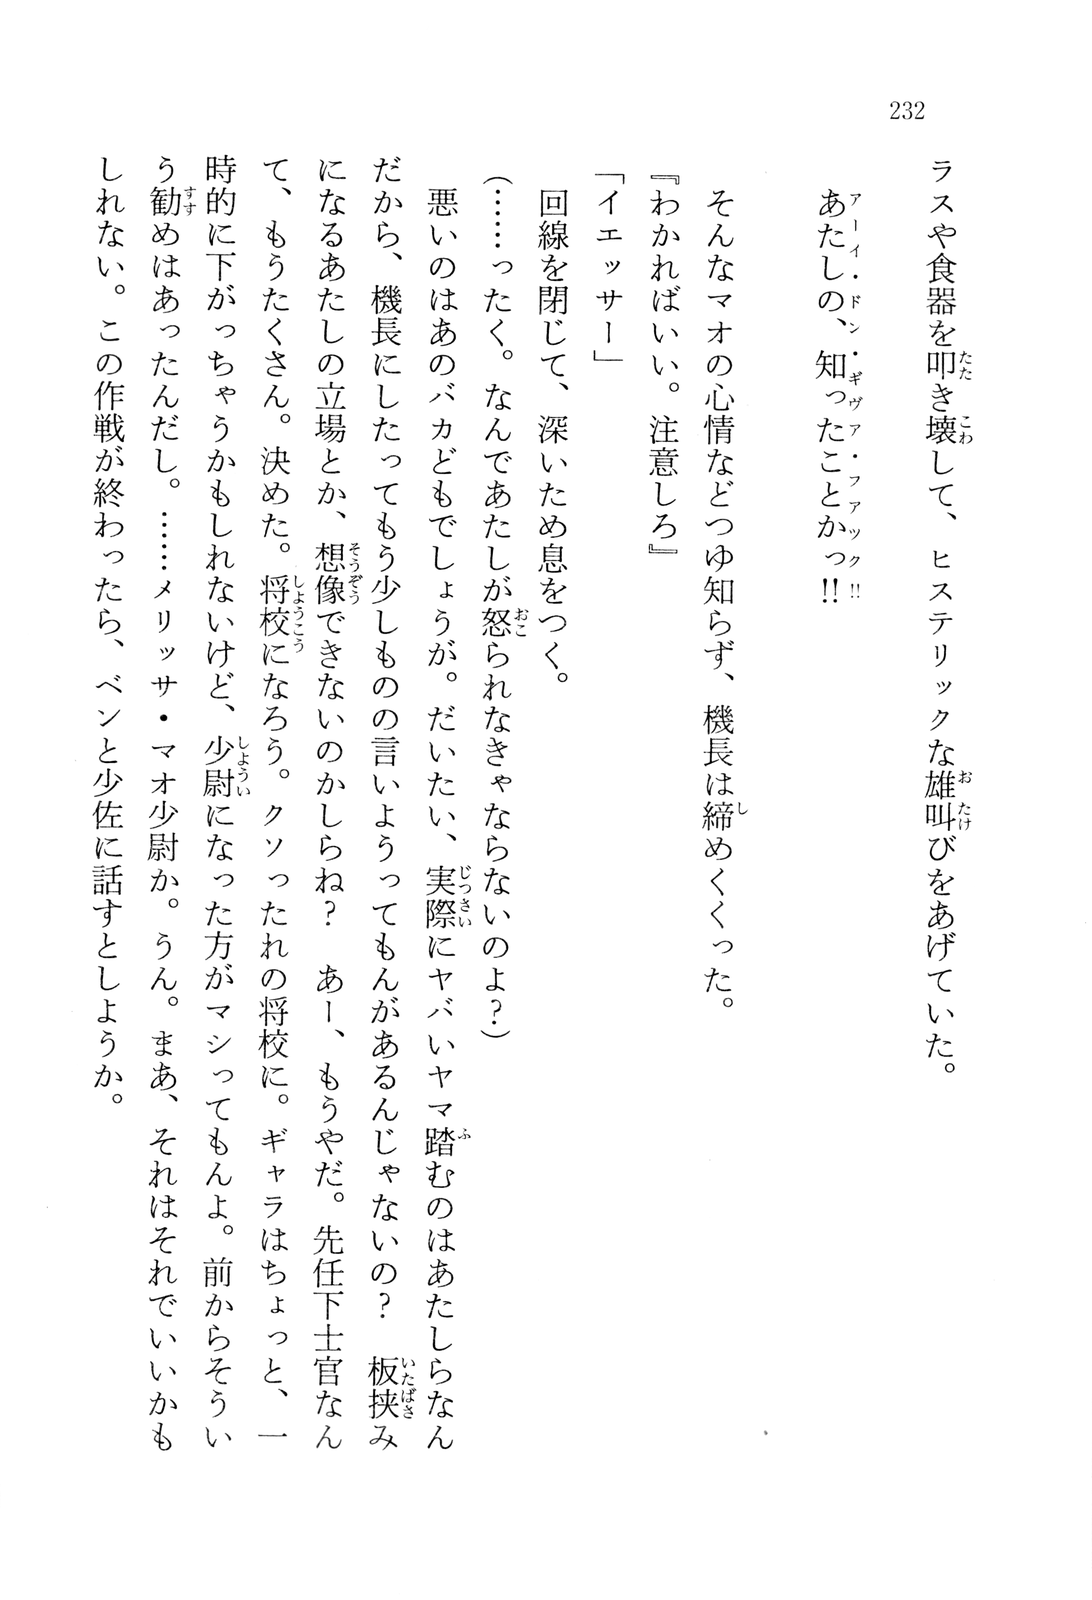 232
ラスや食器を叩き壊して、ヒステリックな雄叫びをあげていた。
あたしの、知ったことかっ!!
そんなマオの心情などつゆ知らず、機長は締めくくった。
『わかればいい。注意しろ』
「イエッサー」
回線を閉じて、深いため息をつく。
(……ったく。なんであたしが怒られなきゃならないのよ?)
悪いのはあのバカどもでしょうが。だいたい、実際にヤバいヤマ踏むのはあたしらなん
だから、機長にしたってもう少しものの言いようってもんがあるんじゃないの? 板挟み
になるあたしの立場とか、想像できないのかしらね? あー、もうやだ。先任下士官なん
て、もうたくさん。決めた。将校になろう。クソったれの将校に。ギャラはちょっと、一
時的に下がっちゃうかもしれないけど、少尉になった方がマシってもんよ。前からそうい
う勧めはあったんだし。……メリッサ・マオ少尉か。うん。まあ、それはそれでいいかも
しれない。この作戦が終わったら、ベンと少佐に話すとしようか。